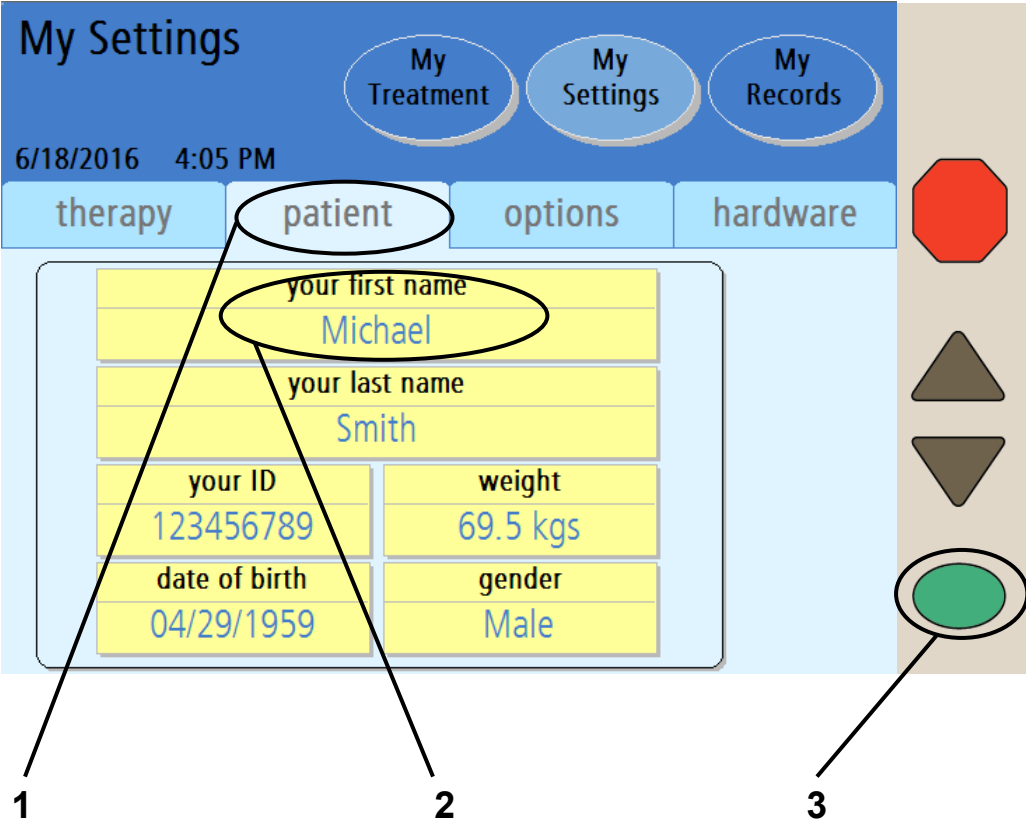 My Settings
My
Treatment
My
Settings
My
Records
6/18/2016 4:05 PM
therapy patient options hardware
your first name
Michael
your last name
Smith
your ID weight
123456789 69.5 kgs
date of birth gender
04/29/1959 Male
1 2 3